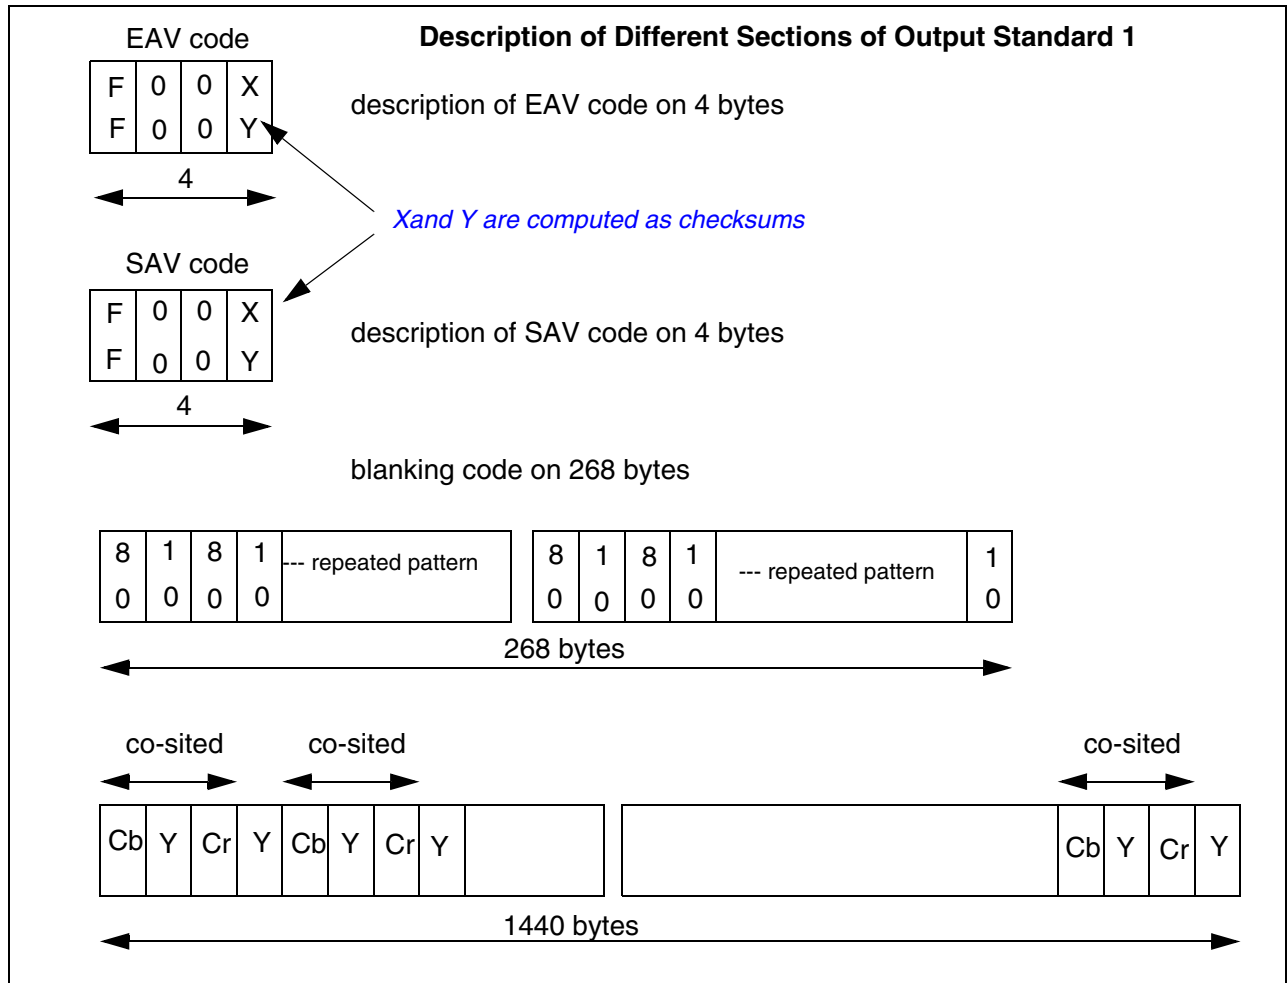 EAV code
Description of Different Sections of Output Standard 1
F 0 0 X
F 0 0 Y
description of EAV code on 4 bytes
4
Xand Y are computed as checksums
SAV code
F 0 0 X
F 0 0 Y
description of SAV code on 4 bytes
4
blanking code on 268 bytes
8 1 8 1 --- repeated pattern 8 1 8 1 --- repeated pattern 1
0 0 0 0 0 0 0 0 0
268 bytes
co-sited co-sited co-sited
Cb Y Cr Y Cb Y Cr Y Cb Y Cr Y
1440 bytes